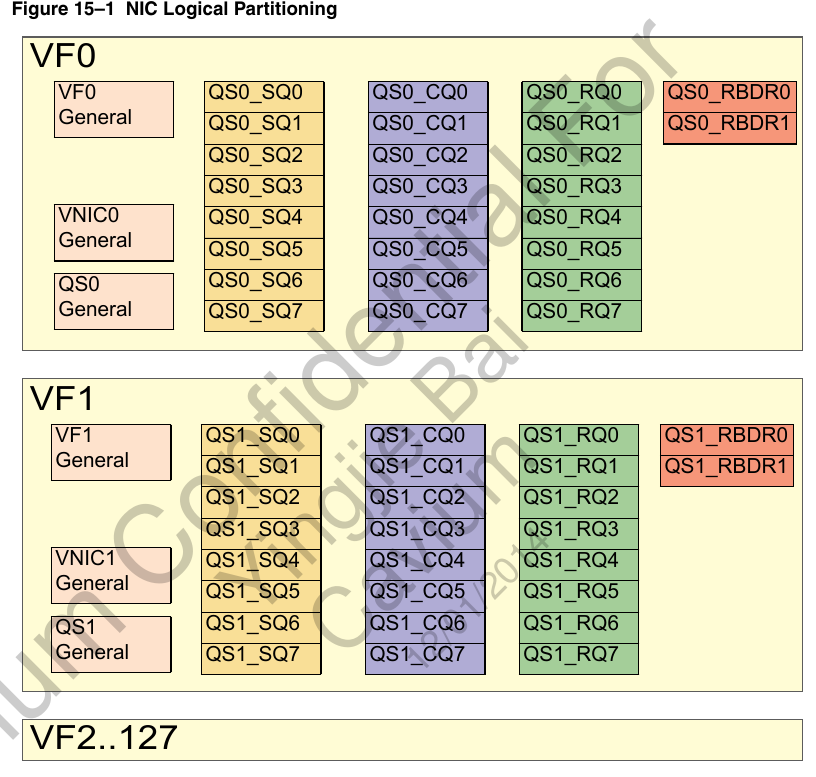 Figure 15–1 NIC Logical Partitioning
VF0
VF0
General
VNIC0
General
QS0
General
QS0_SQ0
QS0_SQ1
QS0_SQ2
QS0_SQ3
QS0_SQ4
QS0_SQ5
QS0_SQ6
QS0_SQ7
QS0_CQ0
QS0_CQ1
QS0_CQ2
QS0_CQ3
QS0_CQ4
QS0_CQ5
QS0_CQ6
QS0_CQ7
QS0_RQ0
QS0_RQ1
QS0_RQ2
QS0_RQ3
QS0_RQ4
QS0_RQ5
QS0_RQ6
QS0_RQ7
QS0_RBDR0
QS0_RBDR1
VF1
VF1
General
VNIC1
General
QS1
General
QS1_SQ0
QS1_SQ1
QS1_SQ2
QS1_SQ3
QS1_SQ4
QS1_SQ5
QS1_SQ6
QS1_SQ7
QS1_CQ0
QS1_CQ1
QS1_CQ2
QS1_CQ3
QS1_CQ4
QS1_CQ5
QS1_CQ6
QS1_CQ7
QS1_RQ0
QS1_RQ1
QS1_RQ2
QS1_RQ3
QS1_RQ4
QS1_RQ5
QS1_RQ6
QS1_RQ7
QS1_RBDR0
QS1_RBDR1
VF2..127
Confidential For
Yingjie Bai
Cavium
12/01/2014